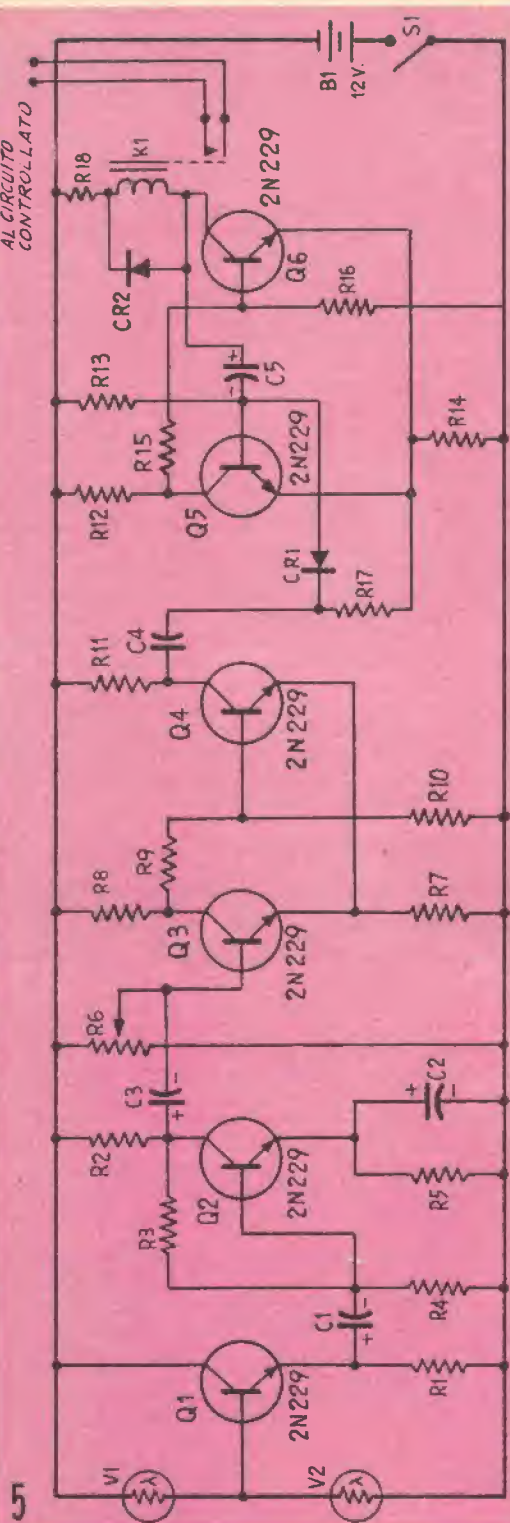 5
AL CIRCUITO
CONTROLLATO
V1
λ
V2
λ
Q1
2N229
R1
C1
+
-
R4
R3
R2
Q2
2N229
C3
+
-
R5
C2
+
-
R6
Q3
2N229
R8
R9
R7
R10
Q4
2N229
R11
C4
CR1
R17
R12
R15
Q5
2N229
R13
C5
-
+
R14
CR2
R18
K1
Q6
2N229
R16
B1
12V.
S1